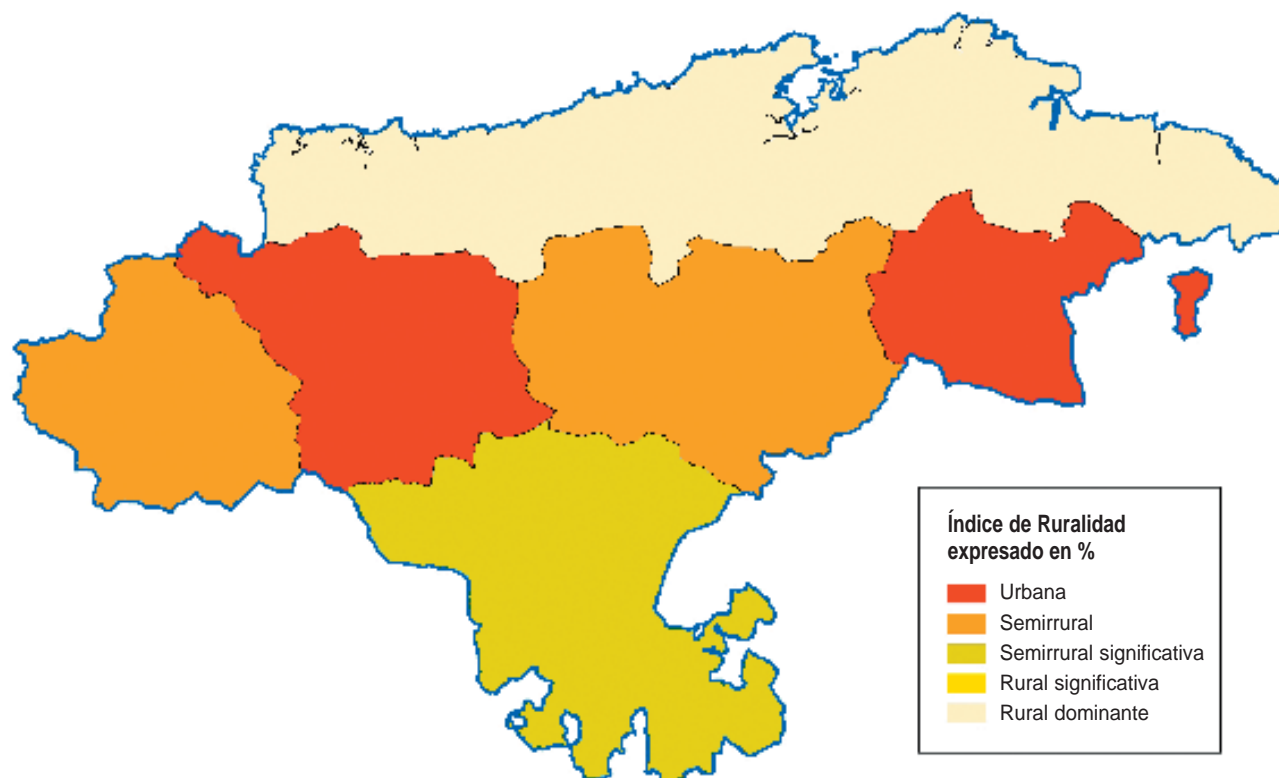 Índice de Ruralidad
expresado en %
Urbana
Semirrural
Semirrural significativa
Rural significativa
Rural dominante